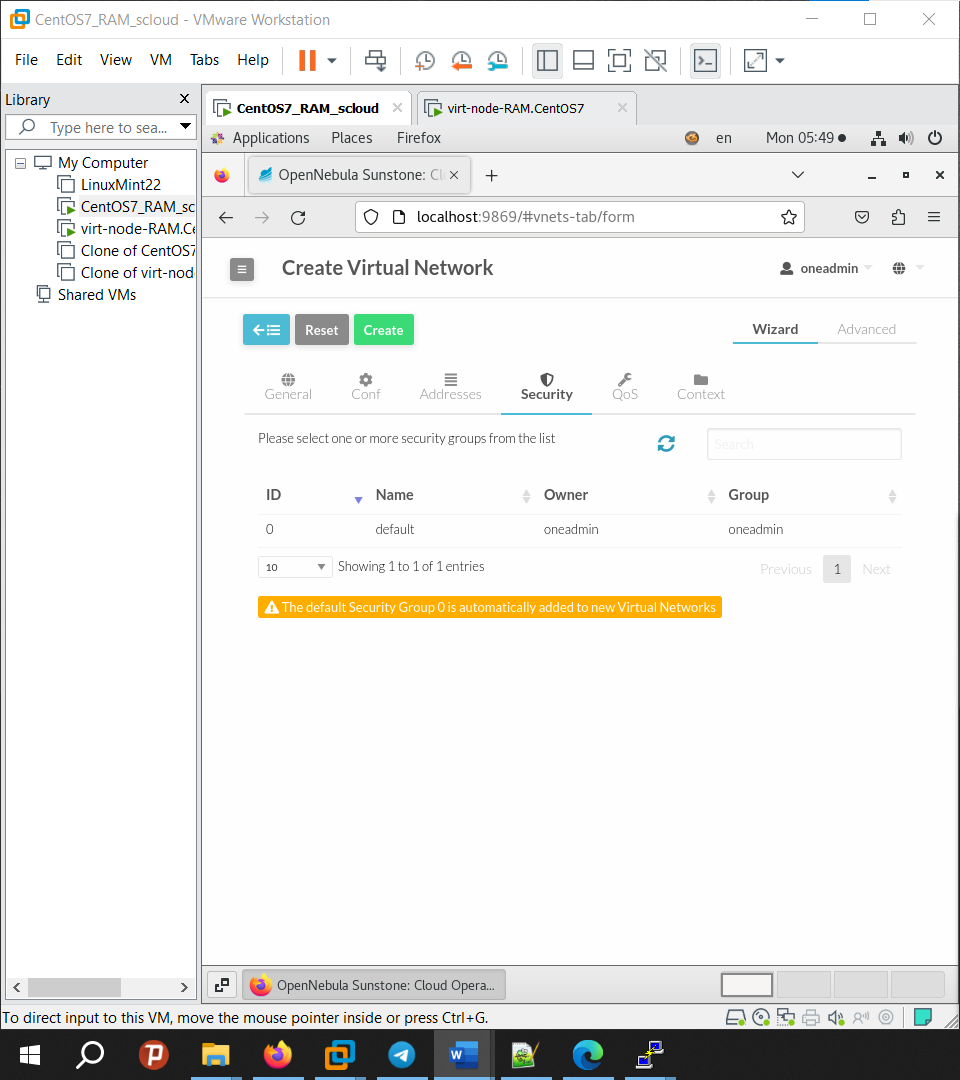 CentOS7_RAM_scloud - VMware Workstation
File Edit View VM Tabs Help
Library
Type here to sea...
My Computer
LinuxMint22
CentOS7_RAM_sc
virt-node-RAM.Ce
Clone of CentOS7
Clone of virt-nod
Shared VMs
CentOS7_RAM_scloud
virt-node-RAM.CentOS7
Applications Places Firefox en Mon 05:49
OpenNebula Sunstone: Clo
localhost:9869/#vnets-tab/form
Create Virtual Network oneadmin
Reset Create Wizard Advanced
General Conf Addresses Security QoS Context
Please select one or more security groups from the list Search
ID Name Owner Group
0 default oneadmin oneadmin
10 Showing 1 to 1 of 1 entries Previous 1 Next
The default Security Group 0 is automatically added to new Virtual Networks
OpenNebula Sunstone: Cloud Opera...
To direct input to this VM, move the mouse pointer inside or press Ctrl+G.